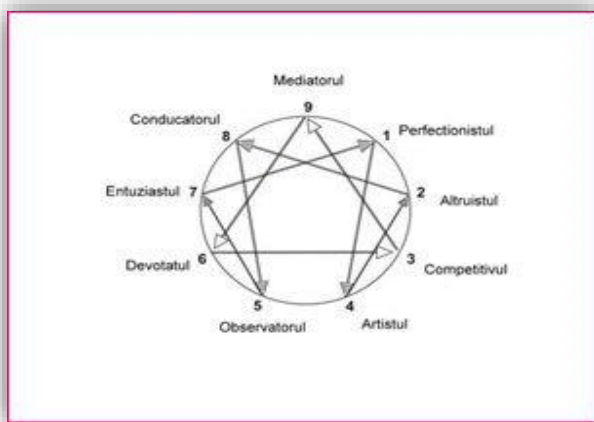 Mediatorul
9
Conducatorul
8
1
Perfectionistul
Entuziastul
7
2
Altruistul
Devotatul
6
3
Competitivul
5
Observatorul
4
Artistul